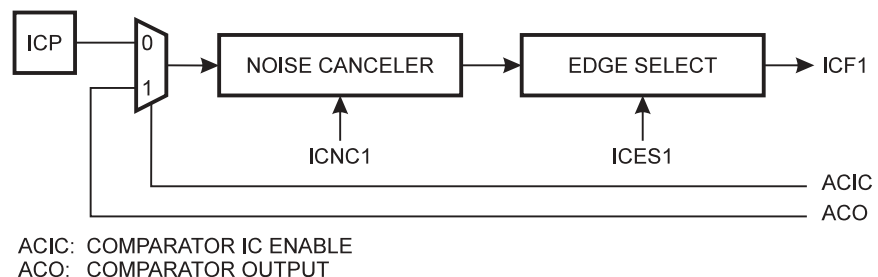 ICP
0
1
NOISE CANCELER
EDGE SELECT
ICF1
ICNC1
ICES1
ACIC
ACO
ACIC: COMPARATOR IC ENABLE
ACO: COMPARATOR OUTPUT